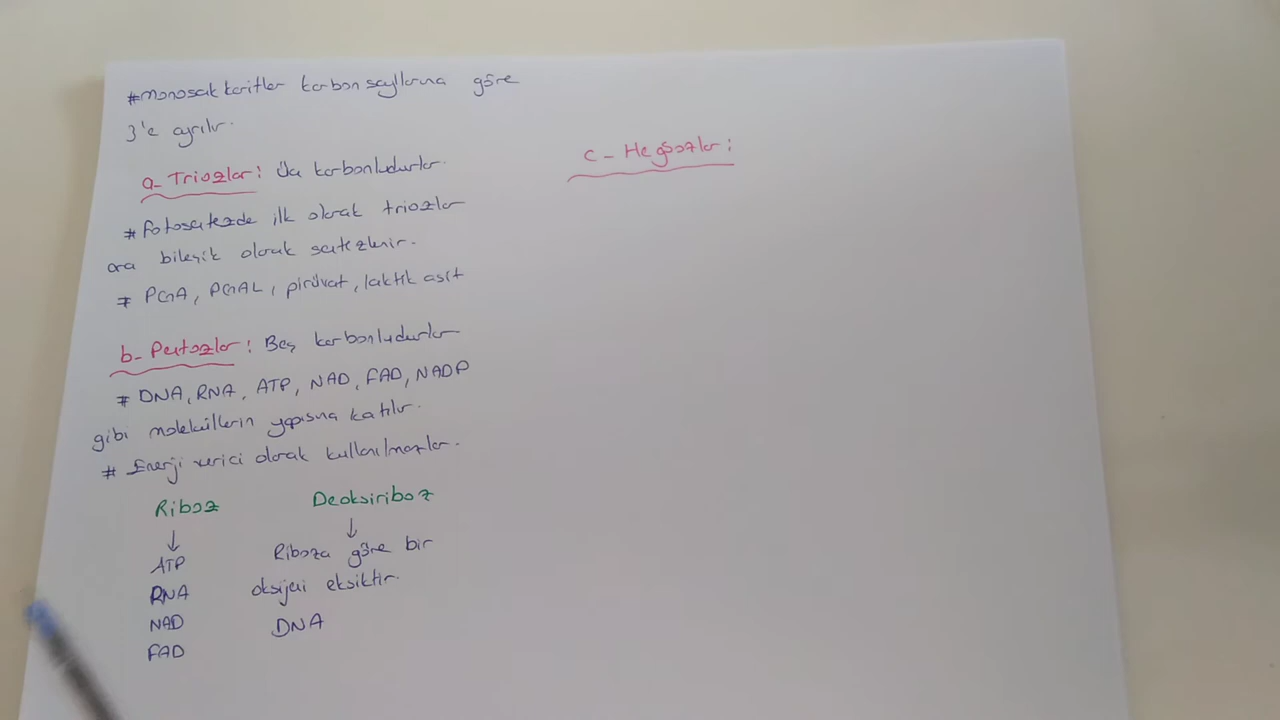 #monosakkaritler karbon sayılarına göre
3'e ayrılır.
a- Triozlar: Üç karbonludurlar.
# fotosentezde ilk olarak triozlar
ara bileşik olarak sentezlenir.
# PGA, PGAL, pirüvat, laktik asit
b- Pentozlar: Beş karbonludurlar
# DNA, RNA, ATP, NAD, FAD, NADP
gibi moleküllerin yapısına katılır.
# Enerji verici olarak kullanılmazlar.
Riboz
↓
ATP
RNA
NAD
FAD
Deoksiriboz
↓
Riboza göre bir
oksijeni eksiktir.
DNA
c- Hegsozlar: